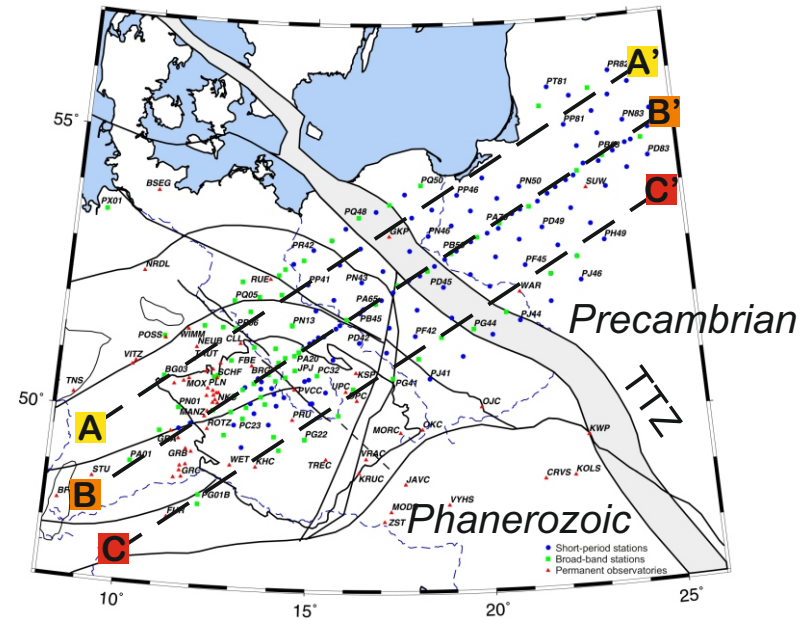 PR82
A’
PT81
PN83
B’
PP81
PD83
55˚
BSEG
PQ50
PN50
SUW
C’
PX01
PP46
PQ48
PD49
GKP
PN46
PH49
PR42
NRDL
PF45
PJ46
RUE
PP41
PN43
PD45
WAR
PQ05
PA65
PJ44
Precambrian
PN13
PB45
PG44
POSS
WIMM
PF42
NEUB
CLL
PD42
VITZ
FBE
PA20
BG03
SCHF
BRG
JPJ
PC32
KSP
PJ41
TTZ
TNS
MOX
PLN
PG41
50˚
PVCC
UPC
PN01
OJC
MANZ
PRU
A
ROTZ
PC23
MORC
OKC
KWP
PG22
PA01
GRB
VRAC
STU
GRC
WET
KHC
TREC
CRVS
KOLS
KRUC
JAVC
B
PG01B
VYHS
FUR
ZST
Phanerozoic
C
Short-period stations
Broad-band stations
Permanent observatories
10˚
15˚
20˚
25˚